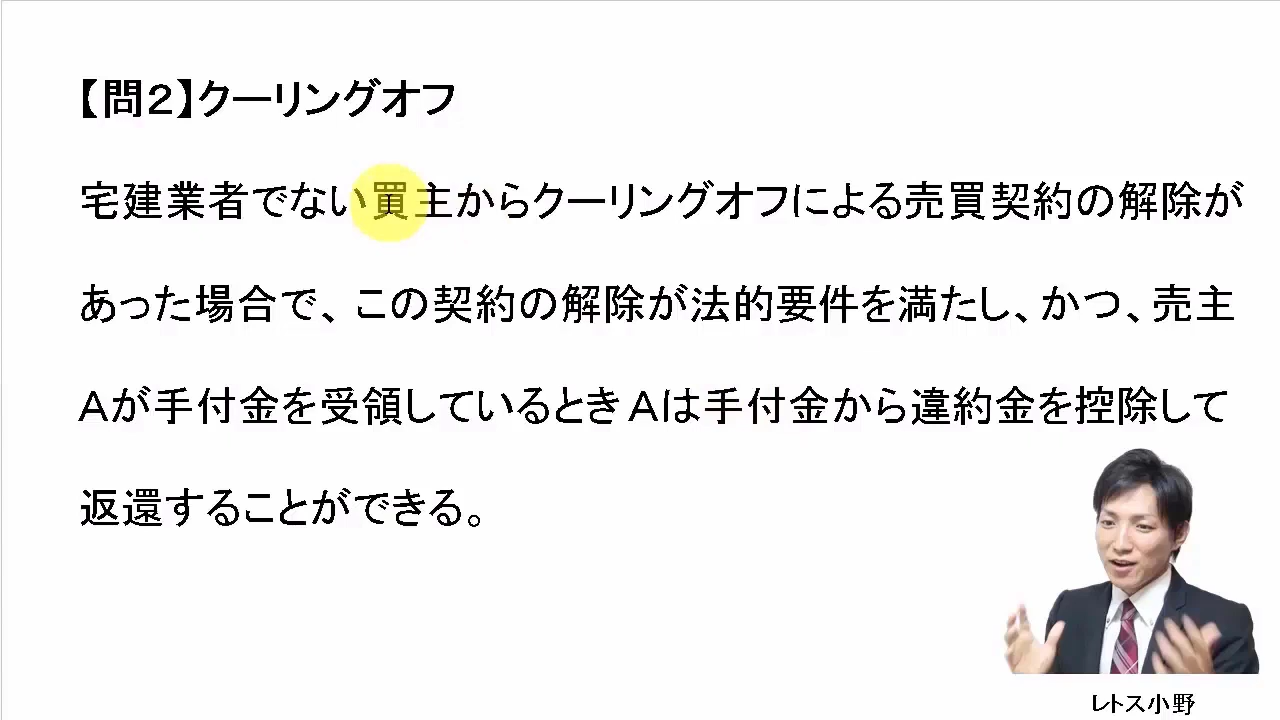 【問２】クーリングオフ
宅建業者でない買主からクーリングオフによる売買契約の解除が
あった場合で、この契約の解除が法的要件を満たし、かつ、売主
Ａが手付金を受領しているときＡは手付金から違約金を控除して
返還することができる。
レトス小野